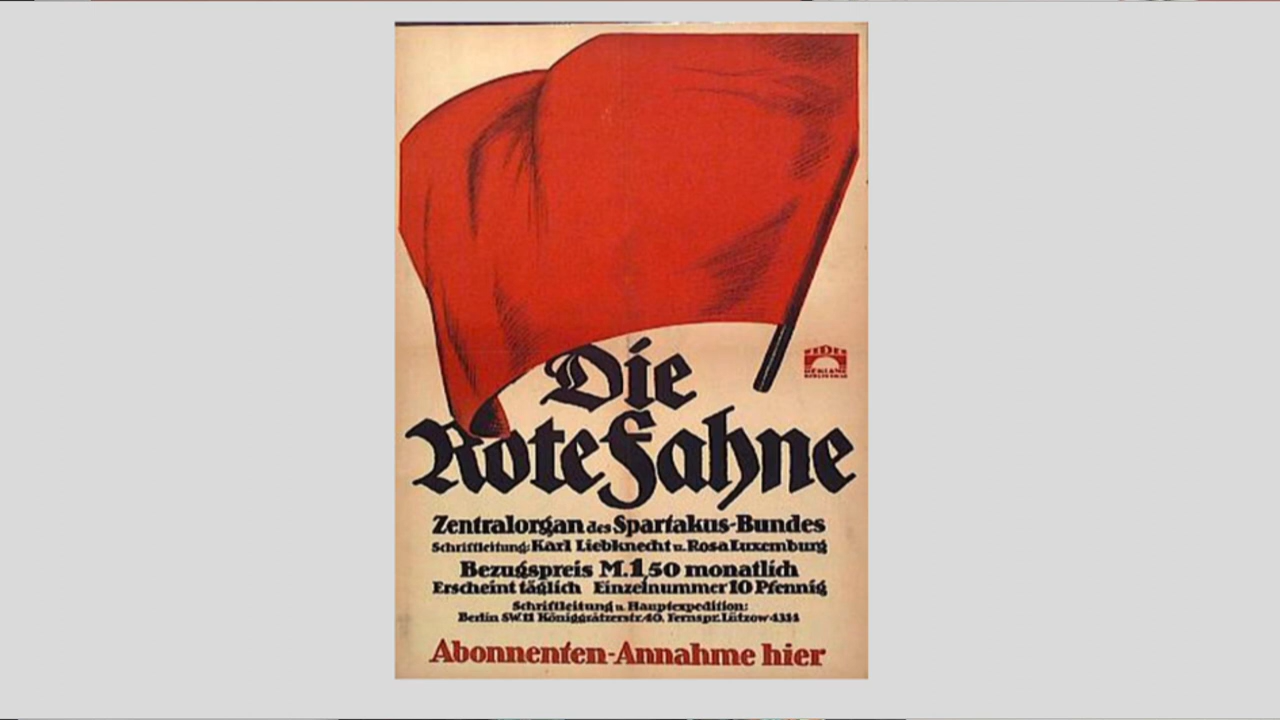 Die
Rote Fahne
Zentralorgan des Spartakus-Bundes
Schriftleitung: Karl Liebknecht u. Rosa Luxemburg
Bezugspreis M. 1,50 monatlich
Erscheint täglich Einzelnummer 10 Pfennig
Schriftleitung u. Hauptexpedition:
Berlin SW.11 Königgrätzerstr. 40. Fernspr. Lützow 4314
Abonnenten-Annahme hier